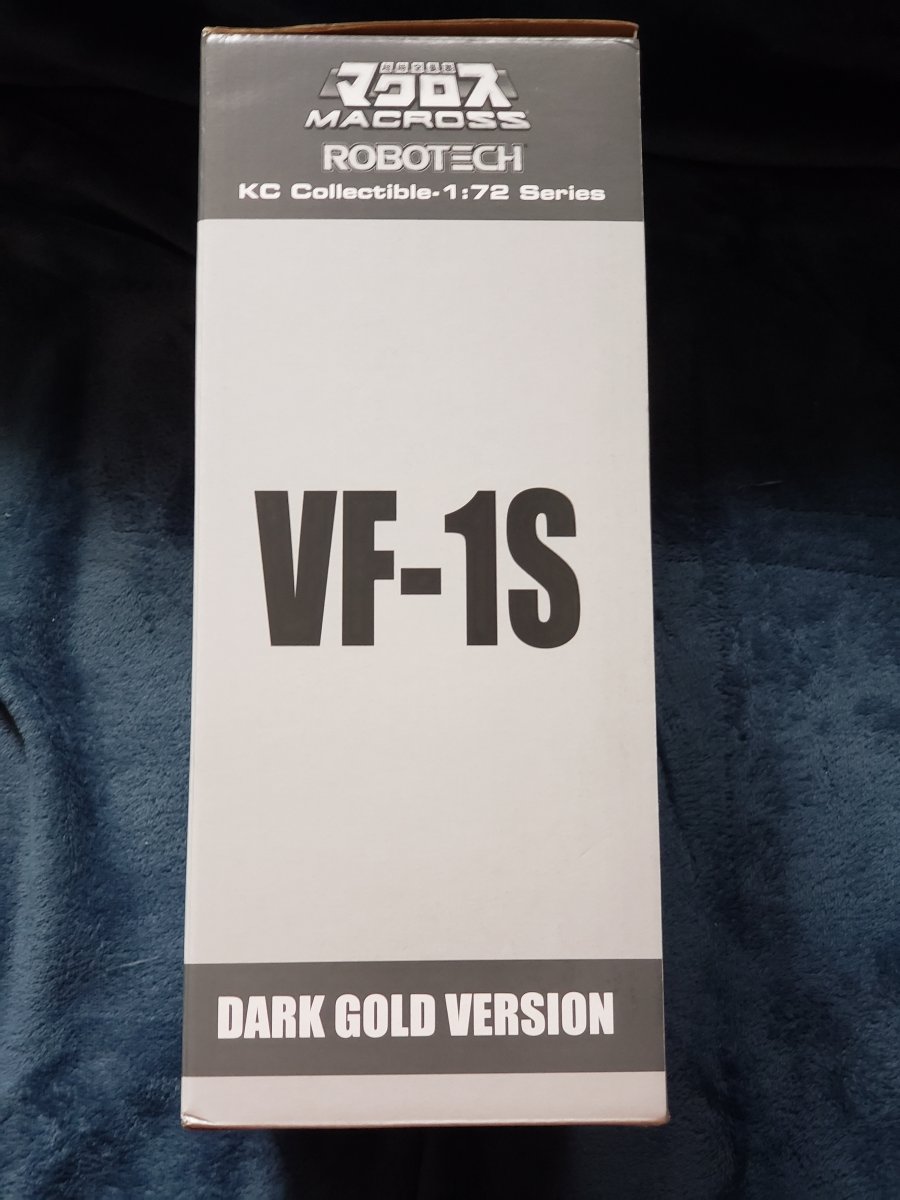 超時空要塞
マクロス
MACROSS
ROBOTECH
KC Collectible-1:72 Series
VF-1S
DARK GOLD VERSION